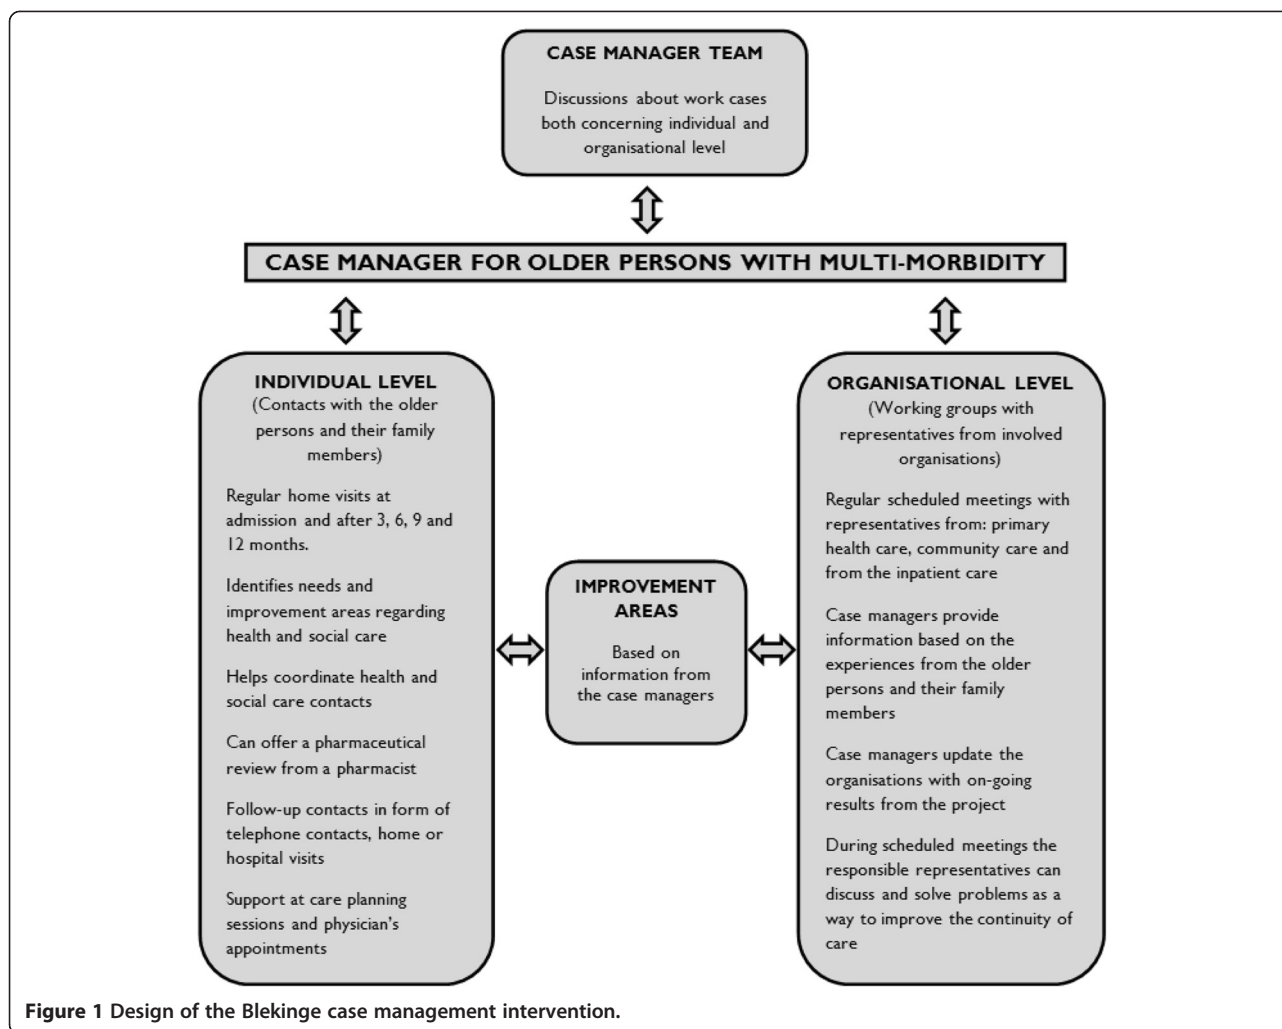 CASE MANAGER TEAM
Discussions about work cases
both concerning individual and
organisational level
CASE MANAGER FOR OLDER PERSONS WITH MULTI-MORBIDITY
INDIVIDUAL LEVEL
(Contacts with the older
persons and their family
members)
Regular home visits at
admission and after 3, 6, 9 and
12 months.
Identifies needs and
improvement areas regarding
health and social care
Helps coordinate health and
social care contacts
Can offer a pharmaceutical
review from a pharmacist
Follow-up contacts in form of
telephone contacts, home or
hospital visits
Support at care planning
sessions and physician's
appointments
IMPROVEMENT
AREAS
Based on
information from
the case managers
ORGANISATIONAL LEVEL
(Working groups with
representatives from involved
organisations)
Regular scheduled meetings with
representatives from: primary
health care, community care and
from the inpatient care
Case managers provide
information based on the
experiences from the older
persons and their family
members
Case managers update the
organisations with on-going
results from the project
During scheduled meetings the
responsible representatives can
discuss and solve problems as a
way to improve the continuity of
care
Figure 1 Design of the Blekinge case management intervention.